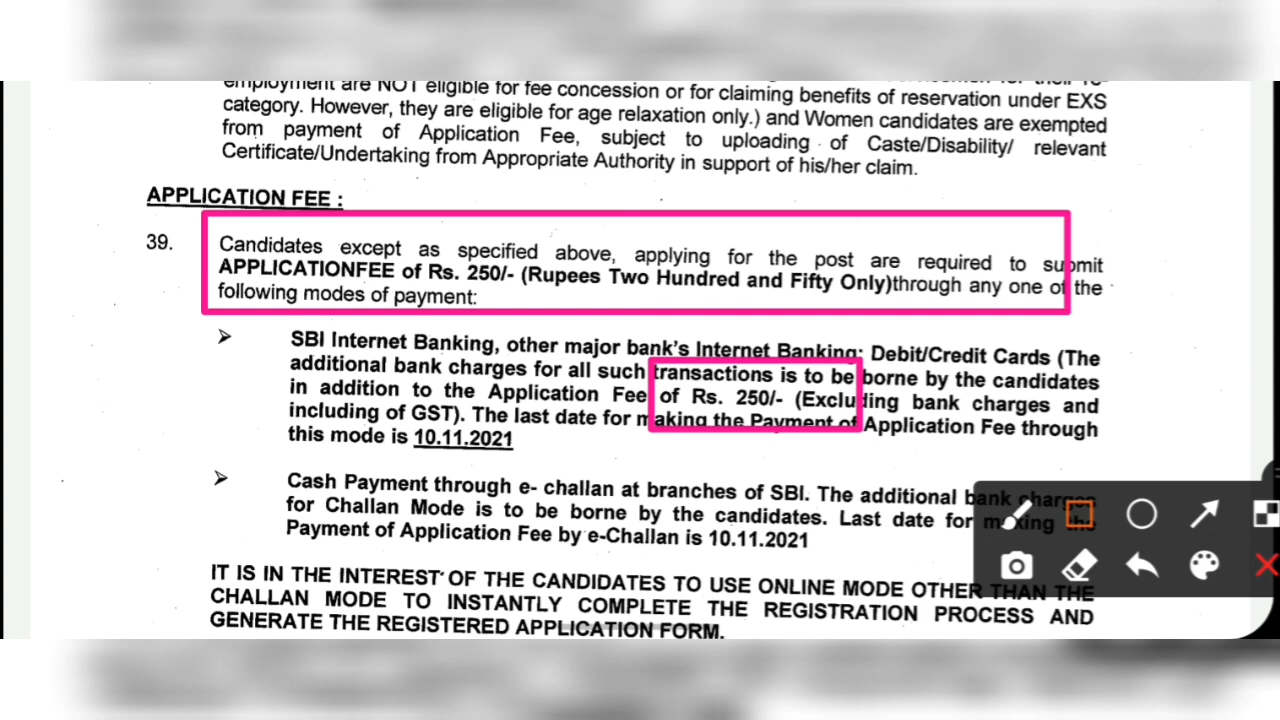 employment are NOT eligible for fee concession or for claiming benefits of reservation under EXS
category. However, they are eligible for age relaxation only.) and Women candidates are exempted
from payment of Application Fee, subject to uploading of Caste/Disability/ relevant
Certificate/Undertaking from Appropriate Authority in support of his/her claim.
APPLICATION FEE :
39. Candidates except as specified above, applying for the post are required to submit
APPLICATIONFEE of Rs. 250/- (Rupees Two Hundred and Fifty Only)through any one of the
following modes of payment:
SBI Internet Banking, other major bank's Internet Banking; Debit/Credit Cards (The
additional bank charges for all such transactions is to be borne by the candidates
in addition to the Application Fee of Rs. 250/- (Excluding bank charges and
including of GST). The last date for making the Payment of Application Fee through
this mode is 10.11.2021
Cash Payment through e- challan at branches of SBI. The additional bank charges
for Challan Mode is to be borne by the candidates. Last date for making the
Payment of Application Fee by e-Challan is 10.11.2021
IT IS IN THE INTEREST OF THE CANDIDATES TO USE ONLINE MODE OTHER THAN THE
CHALLAN MODE TO INSTANTLY COMPLETE THE REGISTRATION PROCESS AND
GENERATE THE REGISTERED APPLICATION FORM.